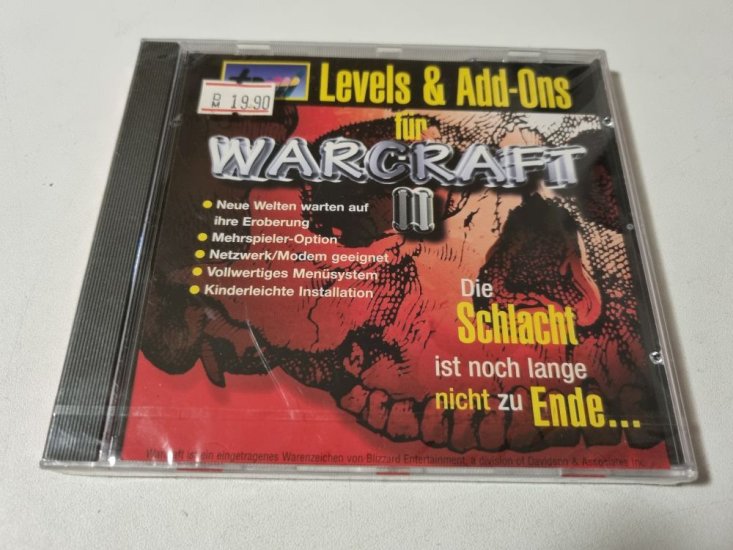 Levels & Add-Ons
DM 19.90
für
WARCRAFT
II
Neue Welten warten auf
ihre Eroberung
Mehrspieler-Option
Netzwerk/Modem geeignet
Vollwertiges Menüsystem
Kinderleichte Installation
Die
Schlacht
ist noch lange
nicht zu Ende...
Warcraft ist ein eingetragenes Warenzeichen von Blizzard Entertainment, a division of Davidson & Associates Inc.